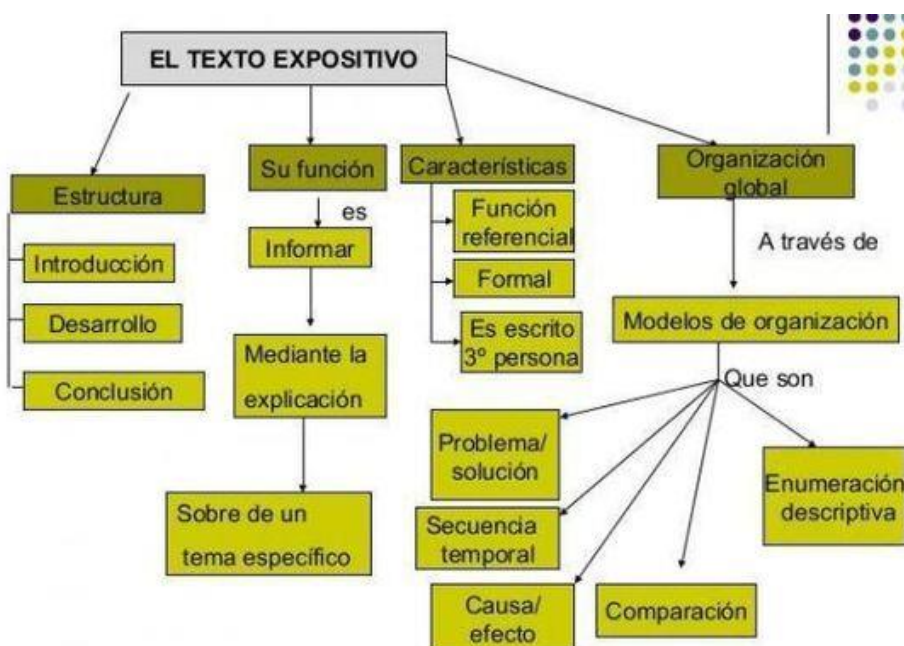 EL TEXTO EXPOSITIVO
Estructura
Introducción
Desarrollo
Conclusión
Su función
es
Informar
Mediante la
explicación
Sobre de un
tema específico
Características
Función
referencial
Formal
Es escrito
3º persona
Organización
global
A través de
Modelos de organización
Que son
Problema/
solución
Secuencia
temporal
Causa/
efecto
Comparación
Enumeración
descriptiva